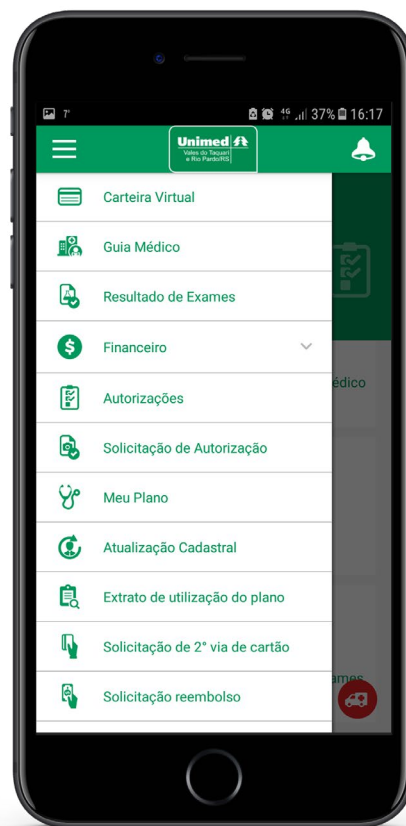 7°
4G
37%
16:17
Unimed
Vales do Taquari
e Rio Pardo/RS
Carteira Virtual
Guia Médico
Resultado de Exames
Financeiro
édico
Autorizações
Solicitação de Autorização
Meu Plano
Atualização Cadastral
Extrato de utilização do plano
Solicitação de 2° via de cartão
ames
Solicitação reembolso